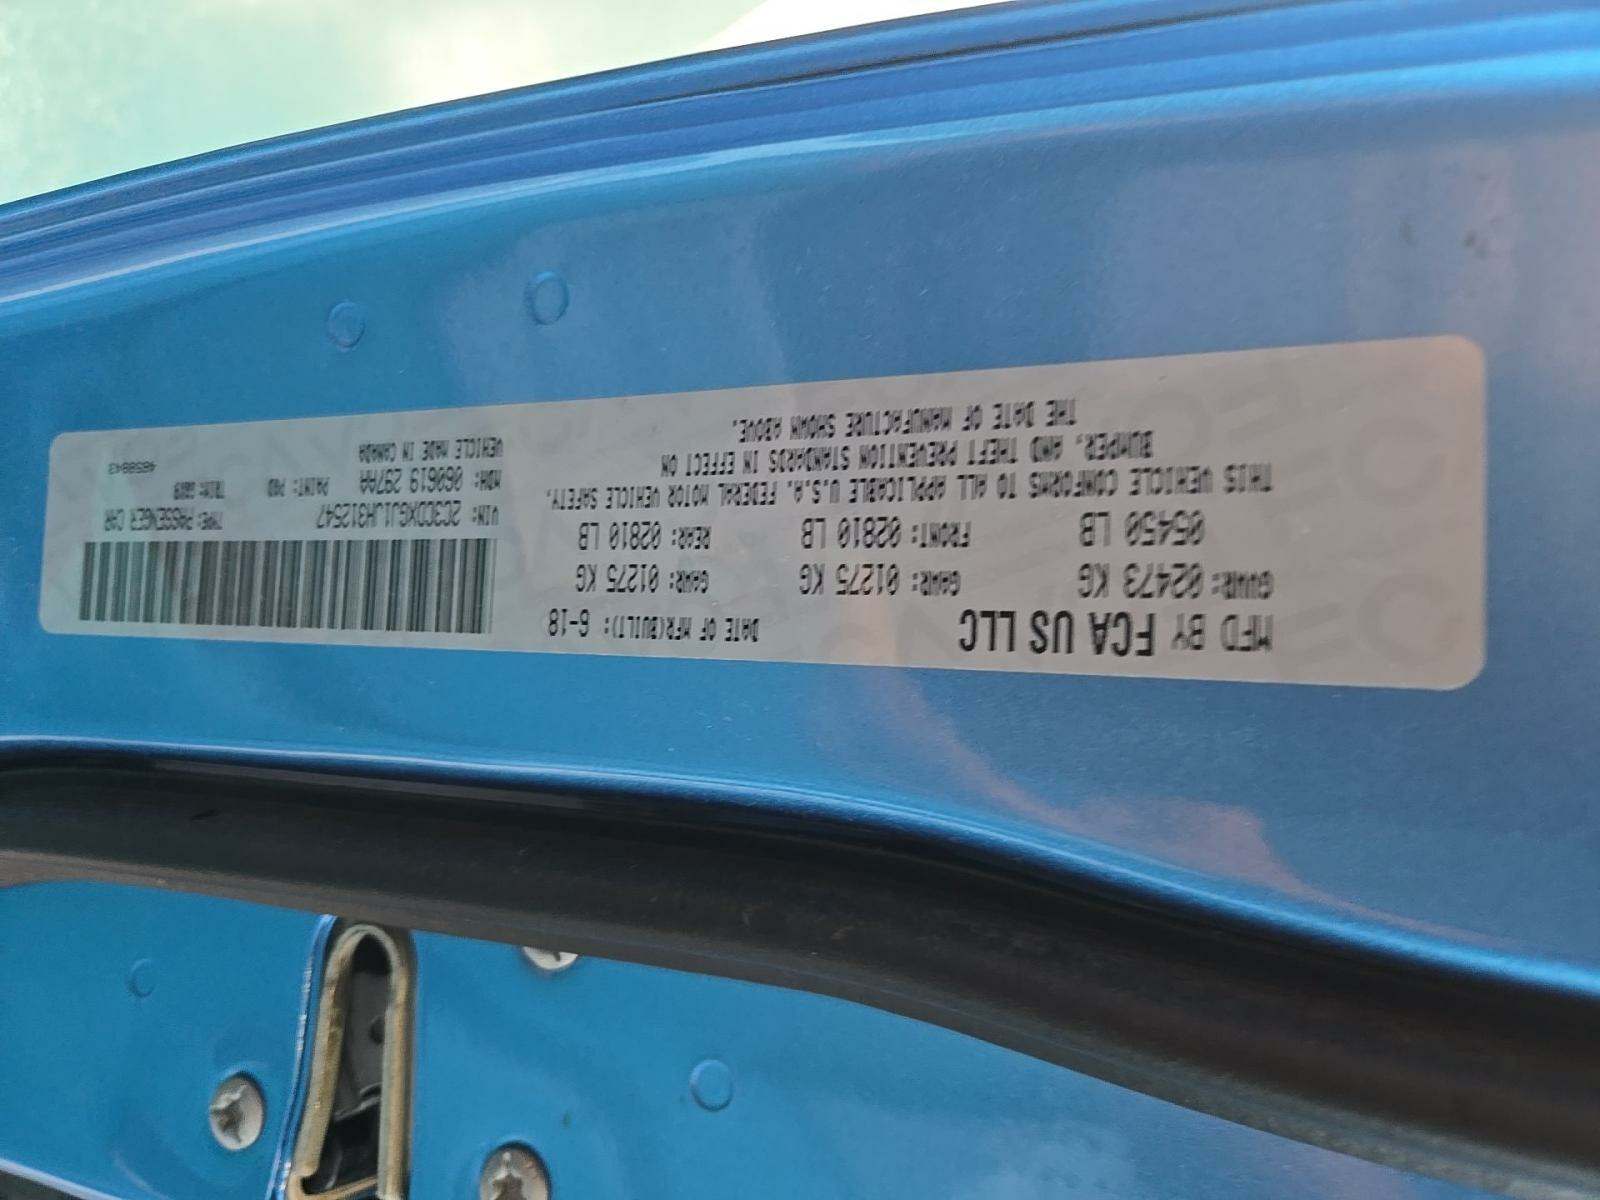 MFD BY FCA US LLC
DATE OF MFR(BUILT): 6-18
GVWR: 02473 KG
GAWR: 01275 KG
GAWR: 01275 KG
05450 LB
FRONT: 02810 LB
REAR: 02810 LB
THIS VEHICLE CONFORMS TO ALL APPLICABLE U.S.A. FEDERAL MOTOR VEHICLE SAFETY,
BUMPER, AND THEFT PREVENTION STANDARDS IN EFFECT ON
THE DATE OF MANUFACTURE SHOWN ABOVE.
VIN: 2C3CDXGJ1JH312547
TYPE: PASSENGER CAR
MDH: 060619 297AA
PAINT: PQD
TRIM:
VEHICLE MADE IN CANADA
4658843